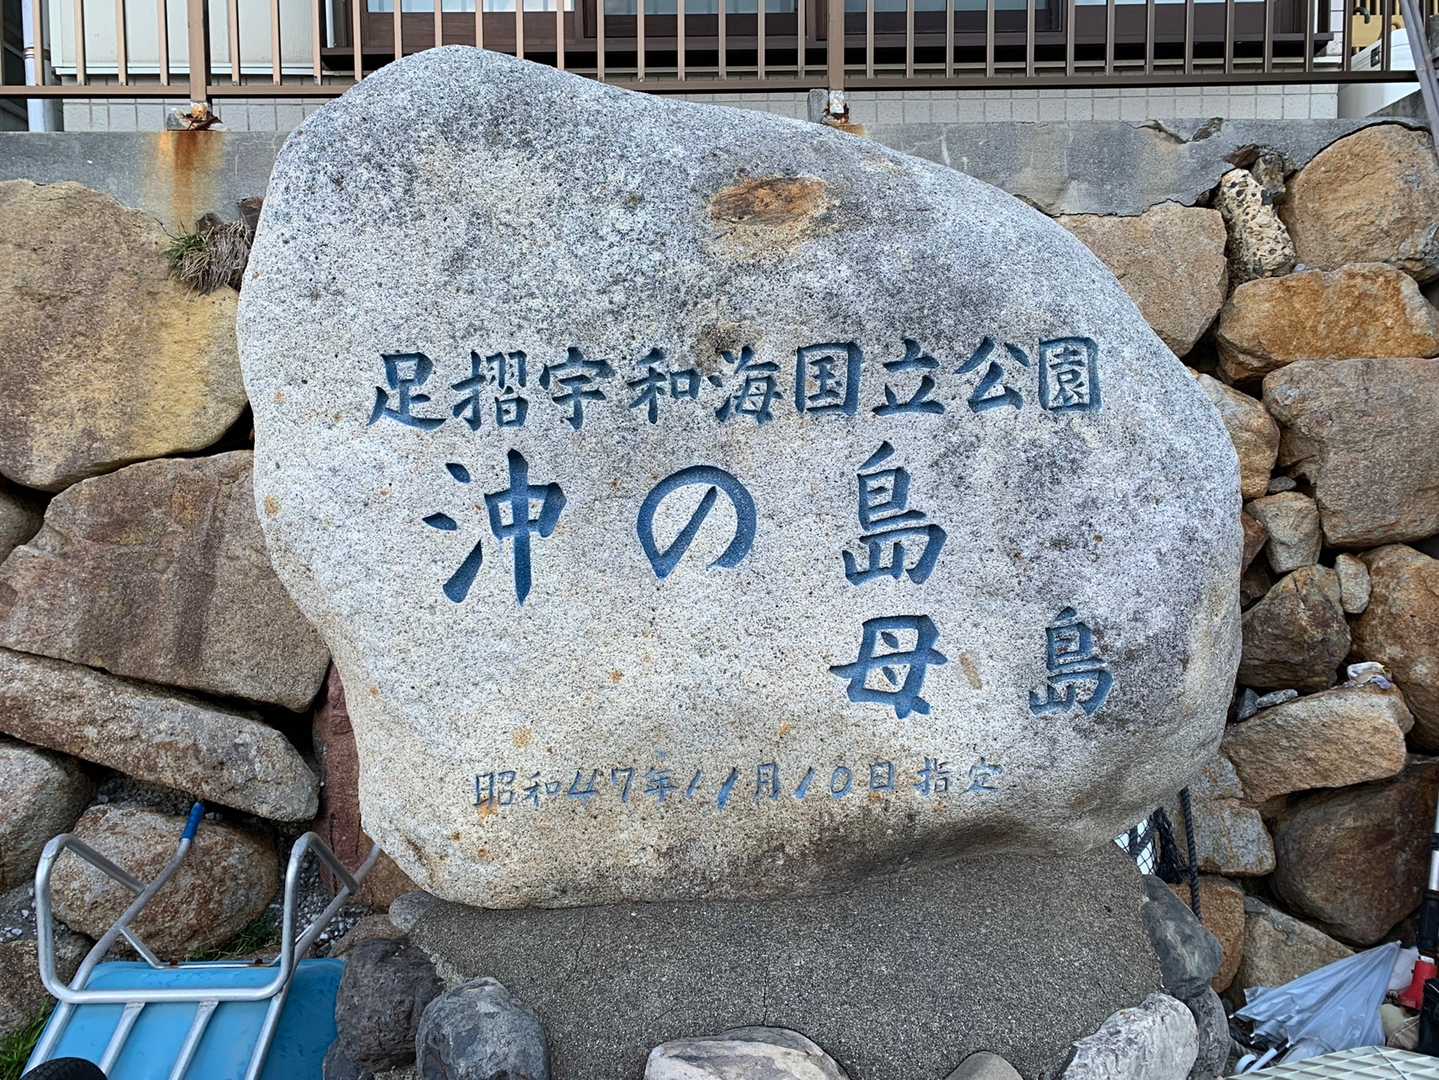 足摺宇和海国立公園
沖の島
母島
昭和47年11月10日指定